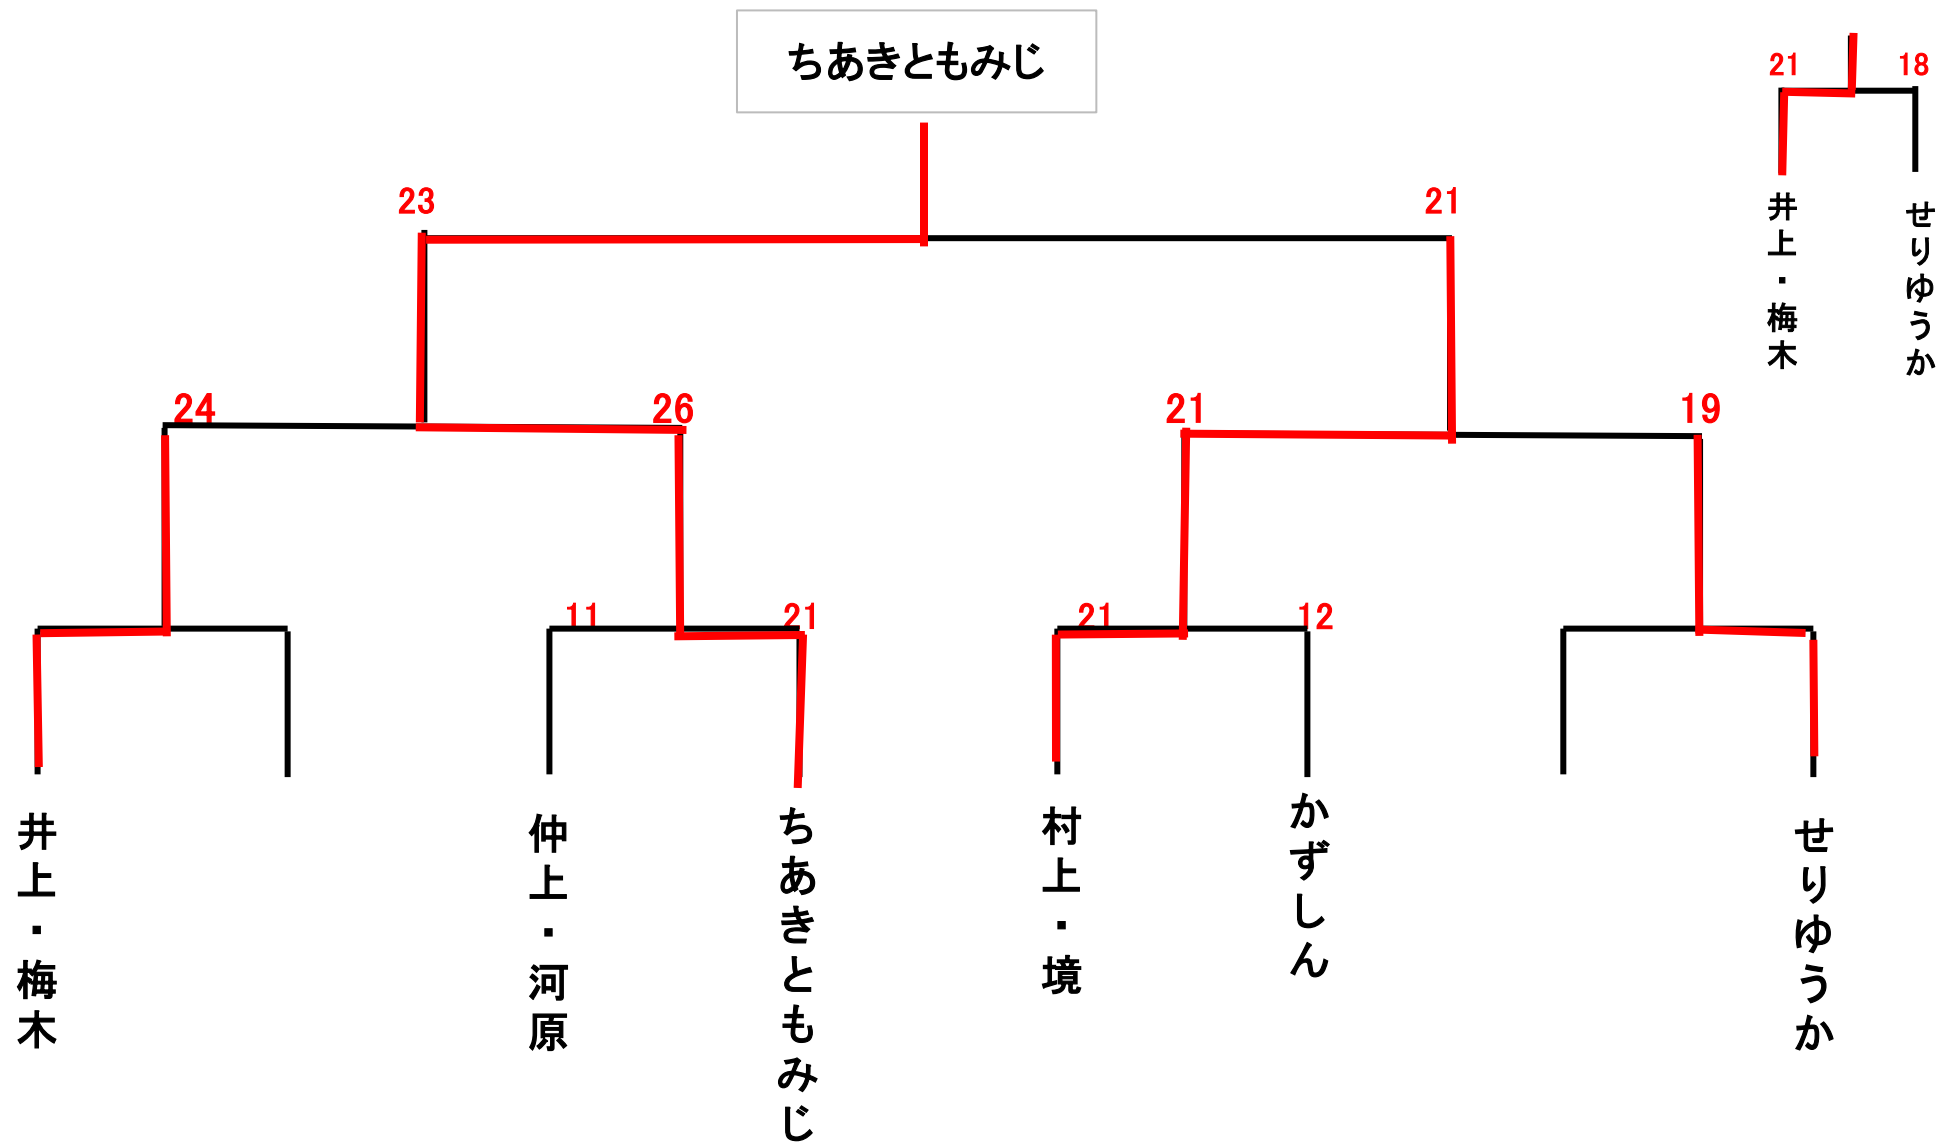 ちあきともみじ
21 18
井上・梅木
せりゆうか
23 21
24 26 21 19
11 21 21 12
井上・梅木
仲上・河原
ちあきともみじ
村上・境
かずしん
せりゆうか